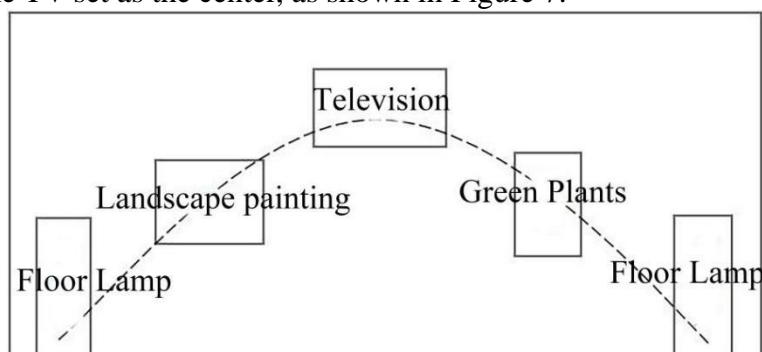 TV set as the center, as shown in Figure 7.
Television
Landscape painting
Green Plants
Floor Lamp
Floor Lamp